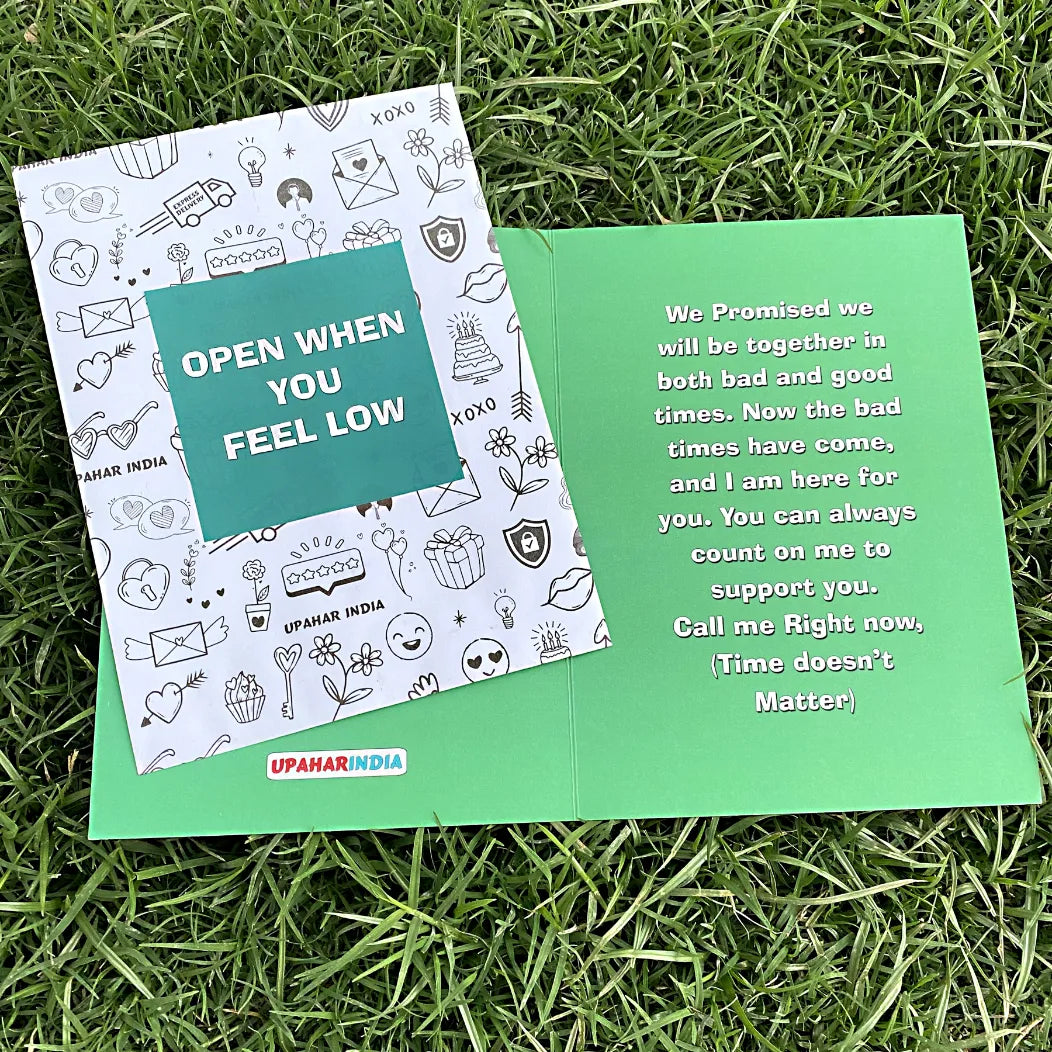 XOXO
AHAR INDIA
EXPRESS
DELIVERY
OPEN WHEN
YOU
FEEL LOW
XOXO
PAHAR INDIA
UPAHAR INDIA
UPAHARINDIA
We Promised we
will be together in
both bad and good
times. Now the bad
times have come,
and I am here for
you. You can always
count on me to
support you.
Call me Right now,
(Time doesn't
Matter)